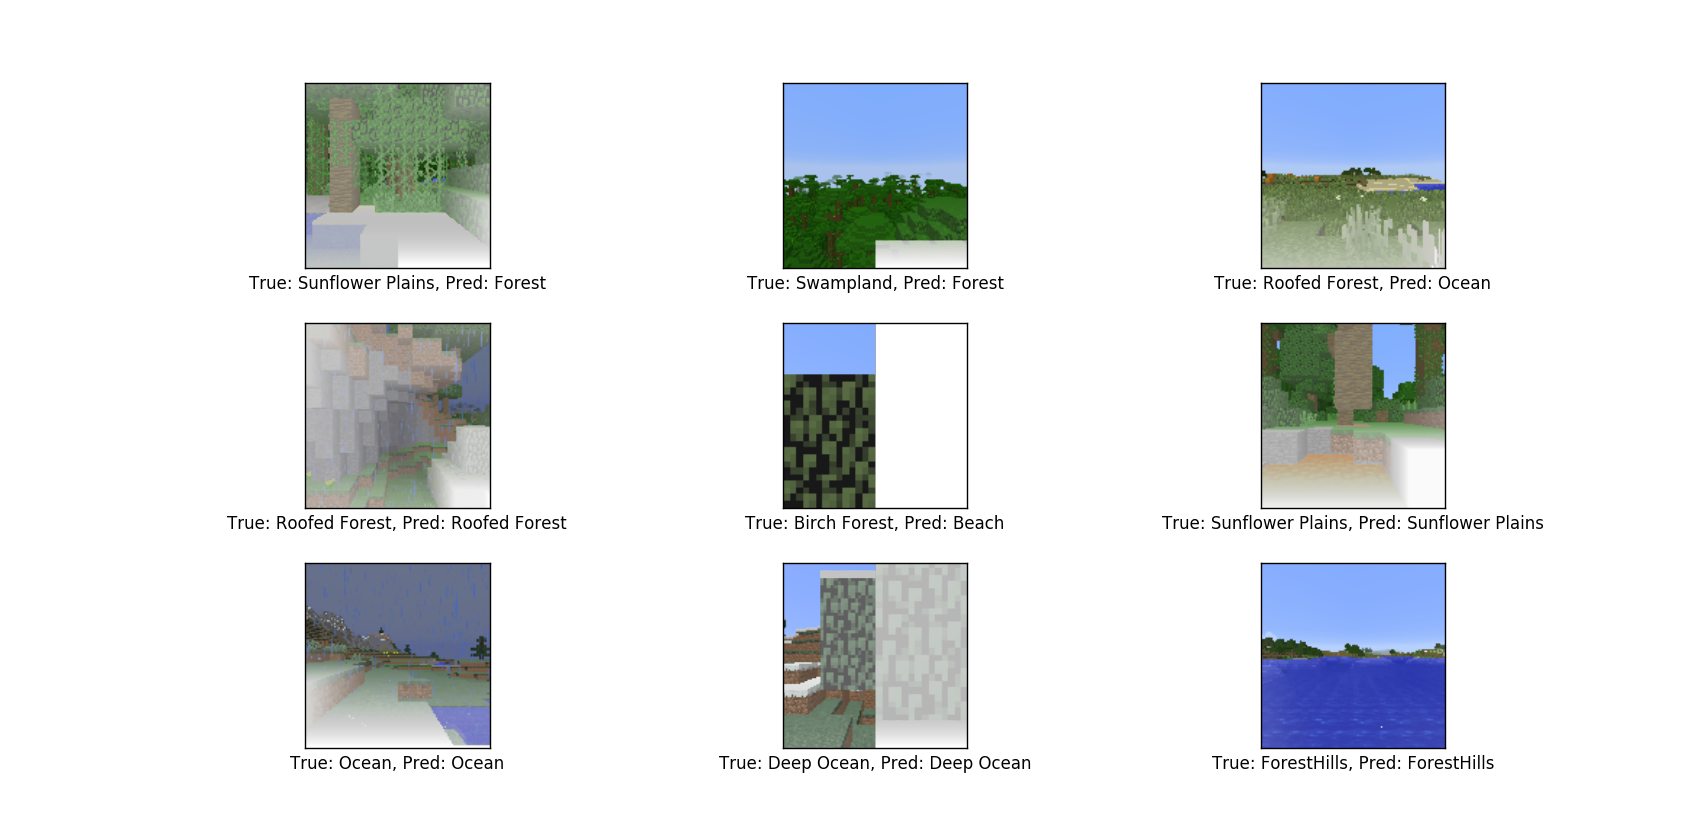 True: Sunflower Plains, Pred: Forest
True: Swampland, Pred: Forest
True: Roofed Forest, Pred: Ocean
True: Roofed Forest, Pred: Roofed Forest
True: Birch Forest, Pred: Beach
True: Sunflower Plains, Pred: Sunflower Plains
True: Ocean, Pred: Ocean
True: Deep Ocean, Pred: Deep Ocean
True: ForestHills, Pred: ForestHills